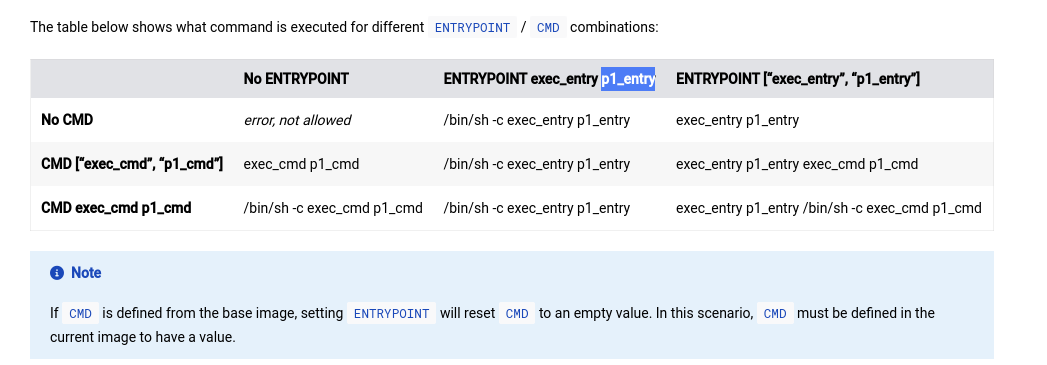 The table below shows what command is executed for different ENTRYPOINT / CMD combinations:
No ENTRYPOINT ENTRYPOINT exec_entry p1_entry ENTRYPOINT [“exec_entry”, “p1_entry”]
No CMD error, not allowed /bin/sh -c exec_entry p1_entry exec_entry p1_entry
CMD [“exec_cmd”, “p1_cmd”] exec_cmd p1_cmd /bin/sh -c exec_entry p1_entry exec_entry p1_entry exec_cmd p1_cmd
CMD exec_cmd p1_cmd /bin/sh -c exec_cmd p1_cmd /bin/sh -c exec_entry p1_entry exec_entry p1_entry /bin/sh -c exec_cmd p1_cmd
Note
If CMD is defined from the base image, setting ENTRYPOINT will reset CMD to an empty value. In this scenario, CMD must be defined in the
current image to have a value.